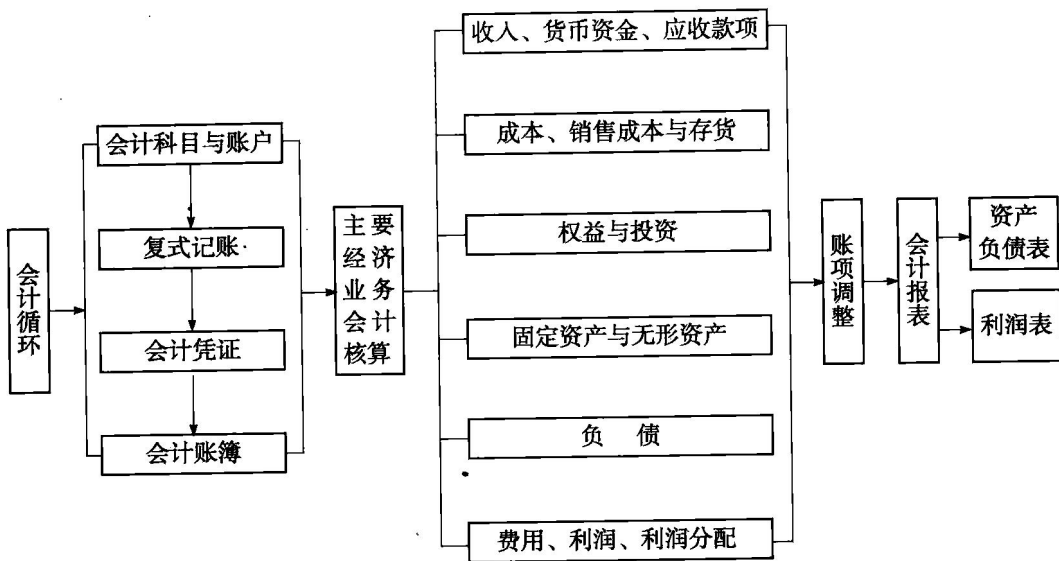 会计循环
会计科目与账户
复式记账
会计凭证
会计账簿
主要
经济
业务
会计
核算
收入、货币资金、应收款项
成本、销售成本与存货
权益与投资
固定资产与无形资产
负 债
费用、利润、利润分配
账项调整
会计报表
资产
负债表
利润表